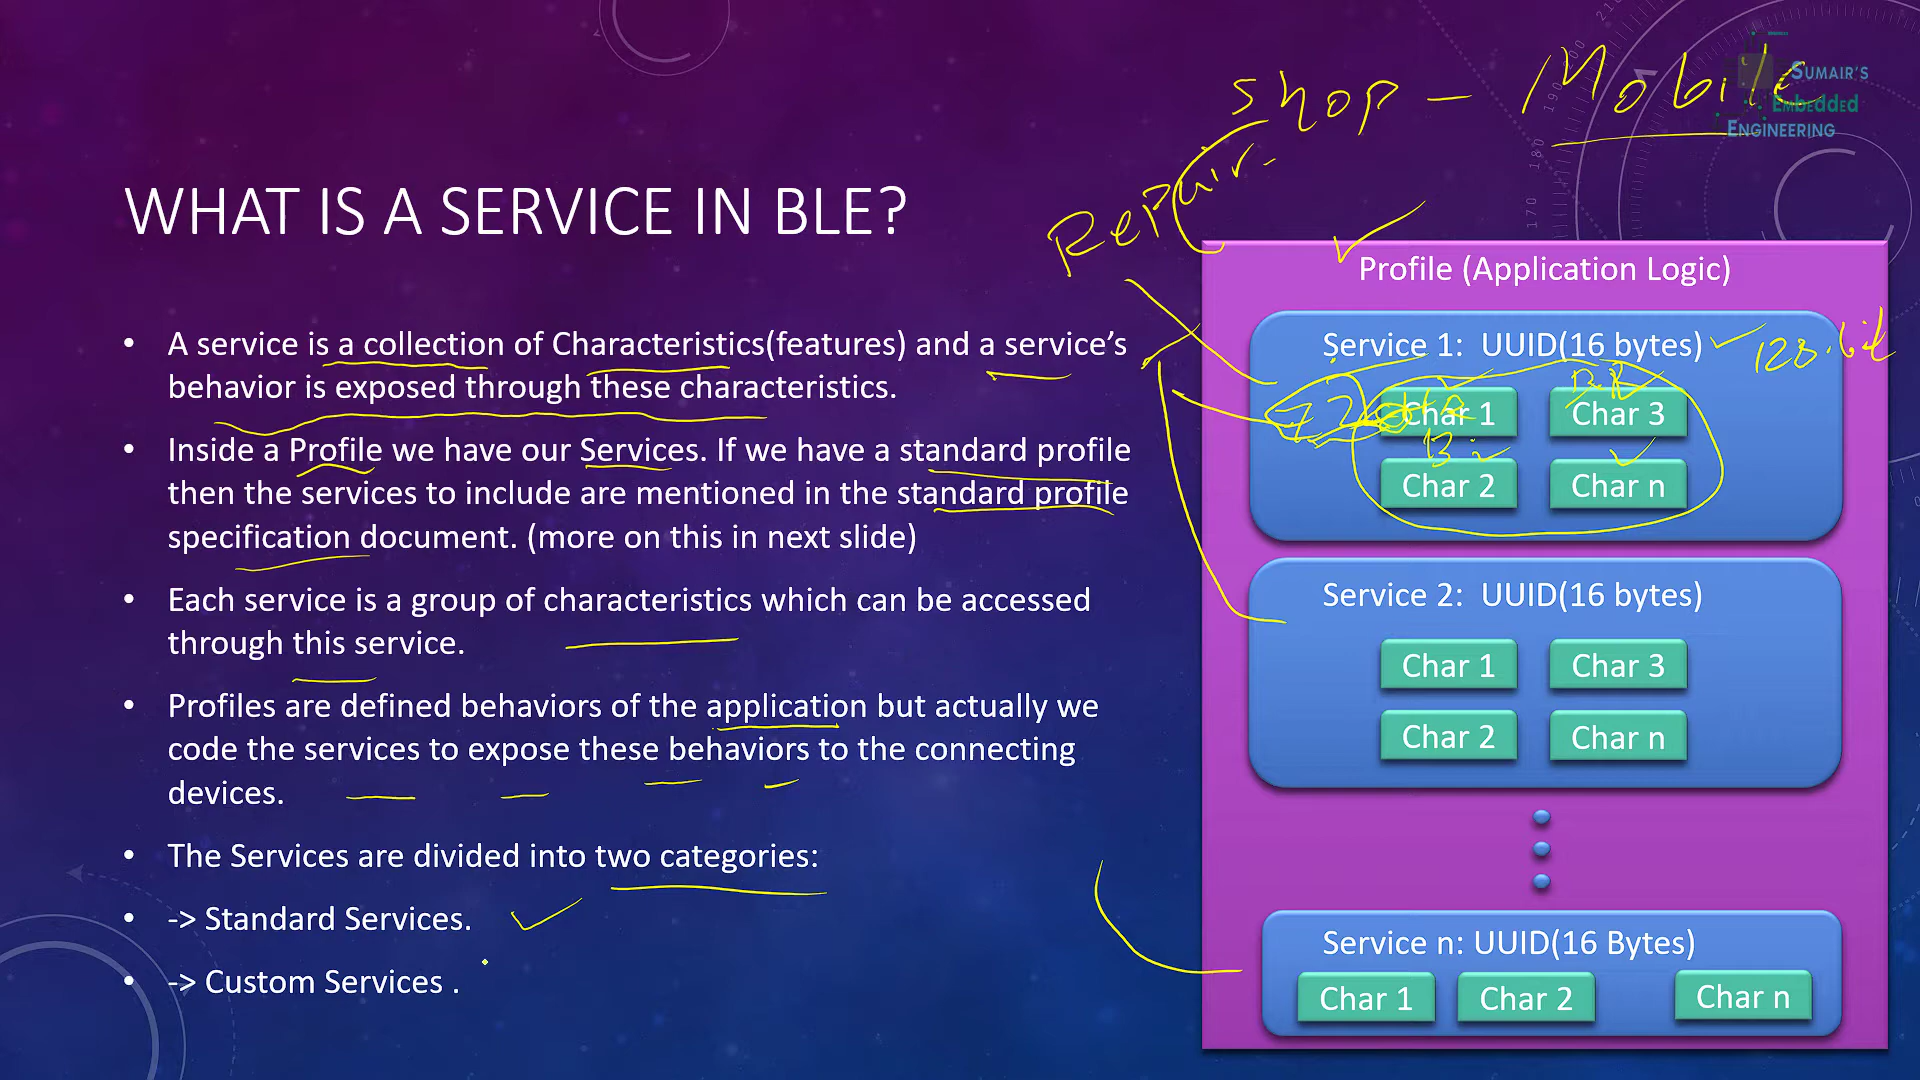 Shop - Mobile
SUMAIR'S
EmBedded
ENGINEERING
Repair -
WHAT IS A SERVICE IN BLE?
• A service is a collection of Characteristics(features) and a service's
behavior is exposed through these characteristics.
• Inside a Profile we have our Services. If we have a standard profile
then the services to include are mentioned in the standard profile
specification document. (more on this in next slide)
• Each service is a group of characteristics which can be accessed
through this service.
• Profiles are defined behaviors of the application but actually we
code the services to expose these behaviors to the connecting
devices.
• The Services are divided into two categories:
• -> Standard Services.
• -> Custom Services .
Profile (Application Logic)
Service 1: UUID(16 bytes)
128.bit
Char 1
Char 3
Char 2
Char n
Service 2: UUID(16 bytes)
Char 1
Char 3
Char 2
Char n
Service n: UUID(16 Bytes)
Char 1
Char 2
Char n